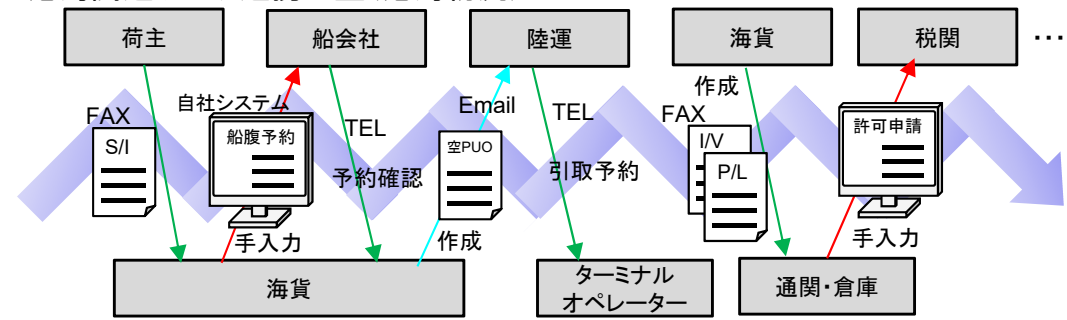 荷主
船会社
陸運
海貨
税関
…
FAX
S/I
自社システム
船腹予約
手入力
TEL
予約確認
Email
空PUO
作成
TEL
引取予約
FAX
I/V
P/L
作成
許可申請
手入力
海貨
ターミナル
オペレーター
通関・倉庫